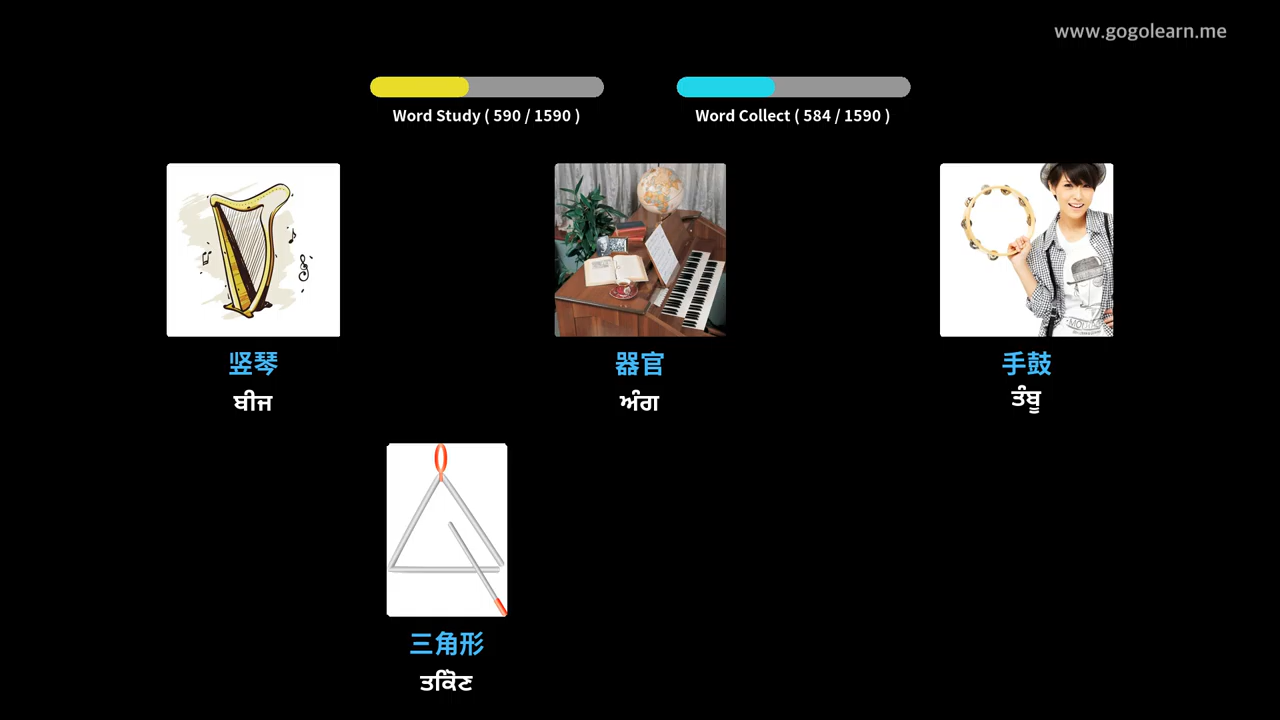 www.gogolearn.me
Word Study ( 590 / 1590 )
Word Collect ( 584 / 1590 )
竖琴
ਬੀਜ
器官
ਅੰਗ
手鼓
ਤੰਬੂ
三角形
ਤਿਕੋਣ